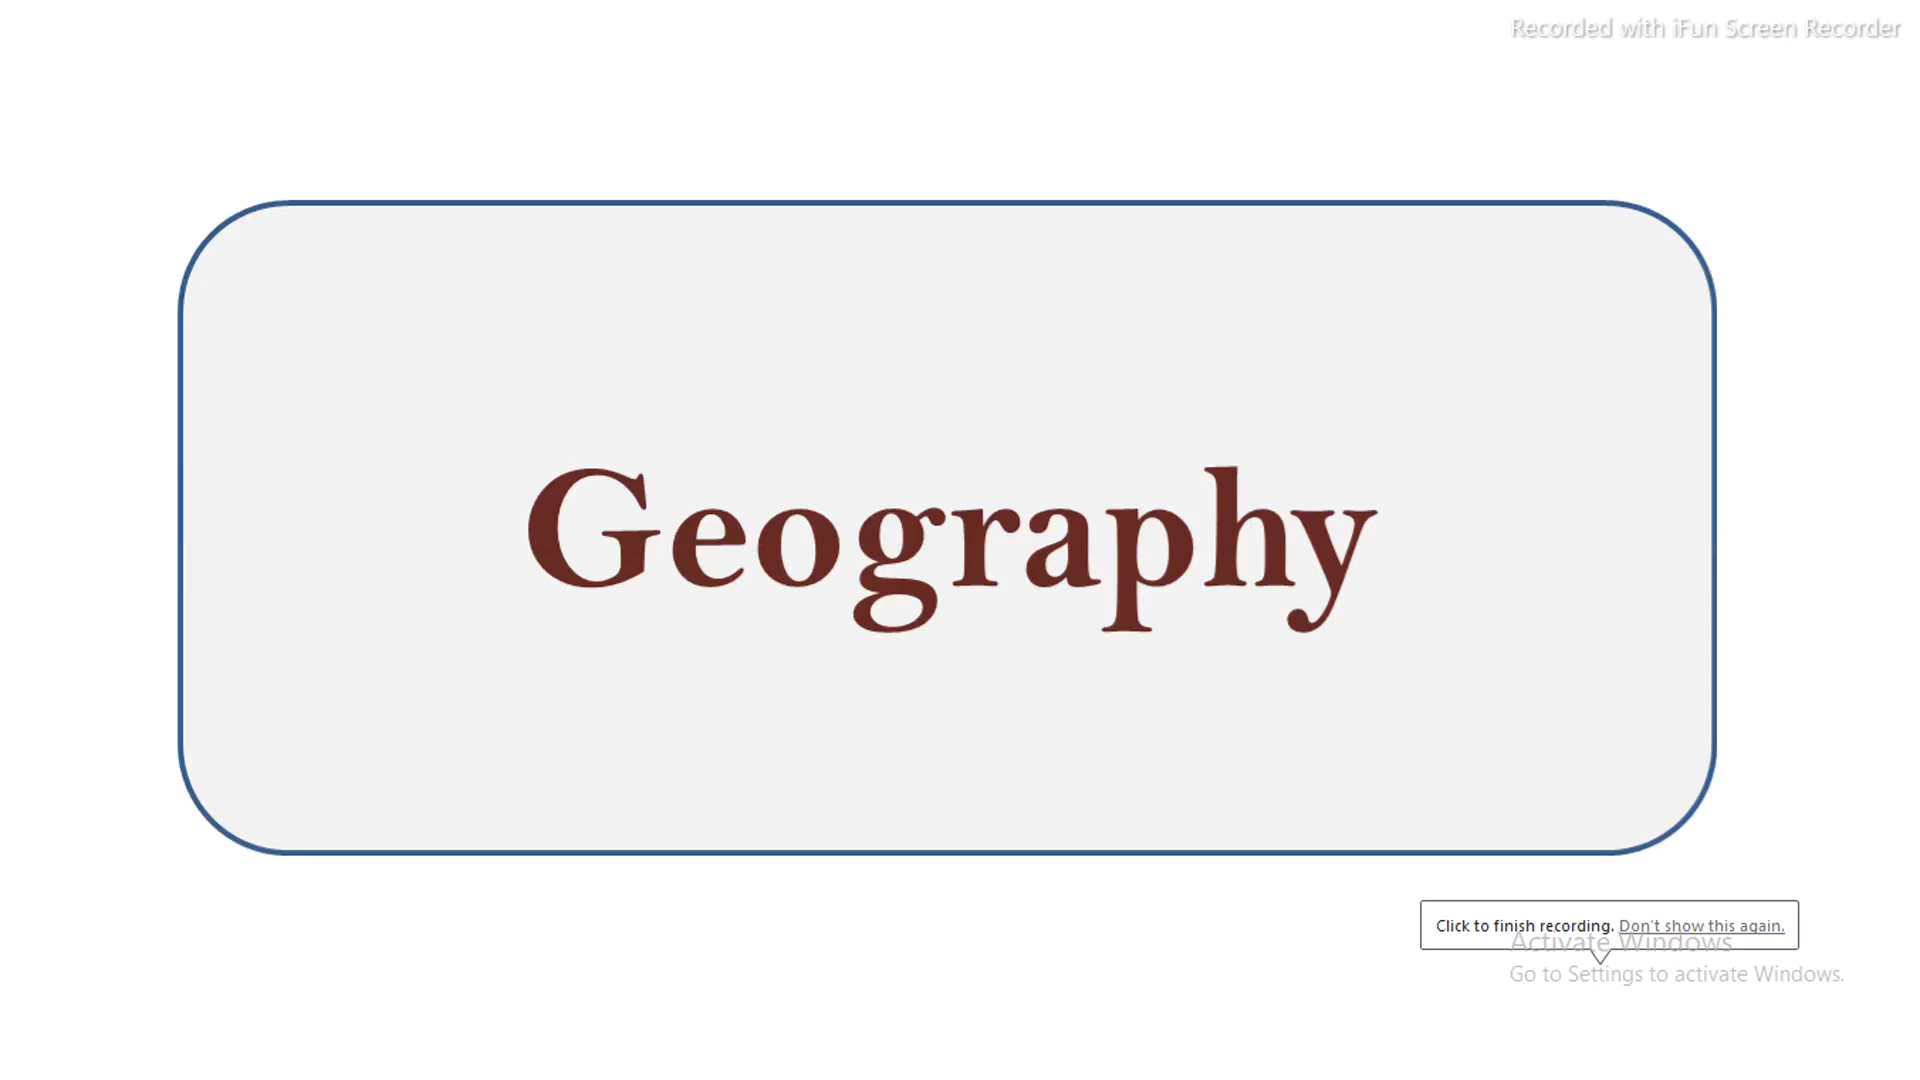 Recorded with iFun Screen Recorder
Geography
Click to finish recording. Don't show this again.
Activate Windows
Go to Settings to activate Windows.